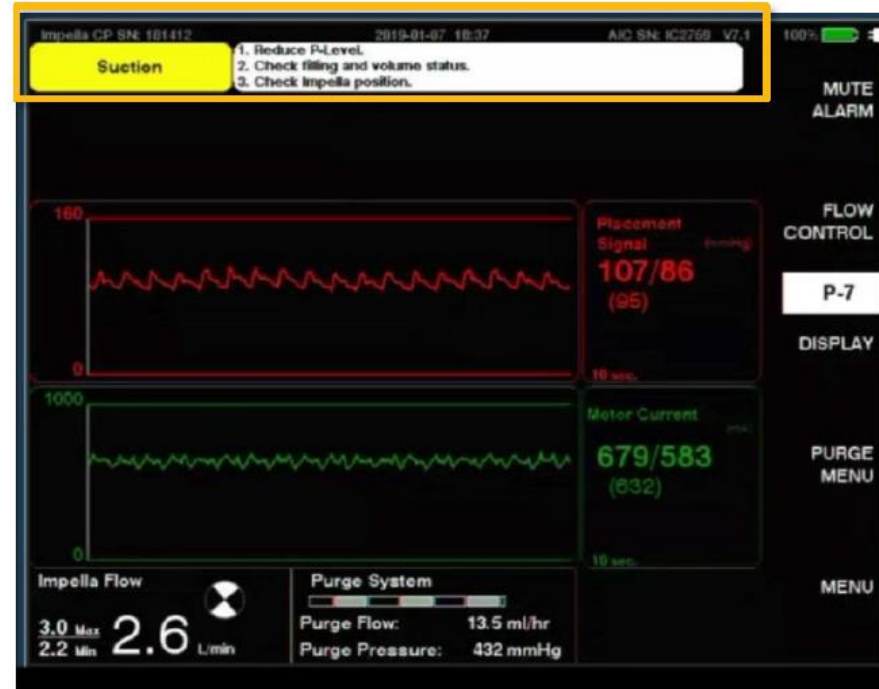 Impella CP SN: 181412 2019-01-07 18:37 AIC SN: IC2769 V7.1 100%
Suction
1. Reduce P-Level.
2. Check filling and volume status.
3. Check Impella position.
MUTE
ALARM
160
0
Placement
Signal (mmHg)
107/86
(95)
10 sec.
FLOW
CONTROL
P-7
DISPLAY
1000
0
Motor Current
(mA)
679/583
(632)
10 sec.
PURGE
MENU
Impella Flow
3.0 Max
2.2 Min
2.6 L/min
Purge System
Purge Flow: 13.5 ml/hr
Purge Pressure: 432 mmHg
MENU